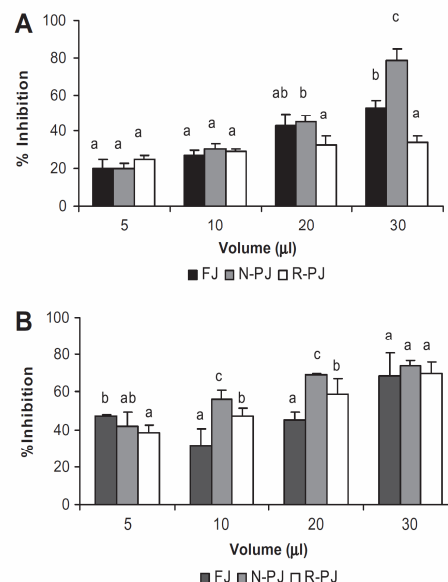 A
100
80
60
40
20
0
% Inhibition
a a a
a a a
ab b a
b c a
5 10 20 30
Volume (µl)
FJ N-PJ R-PJ
B
100
80
60
40
20
0
%Inhibition
b ab a
a c b
a c b
a a a
5 10 20 30
Volume (µl)
FJ N-PJ R-PJ